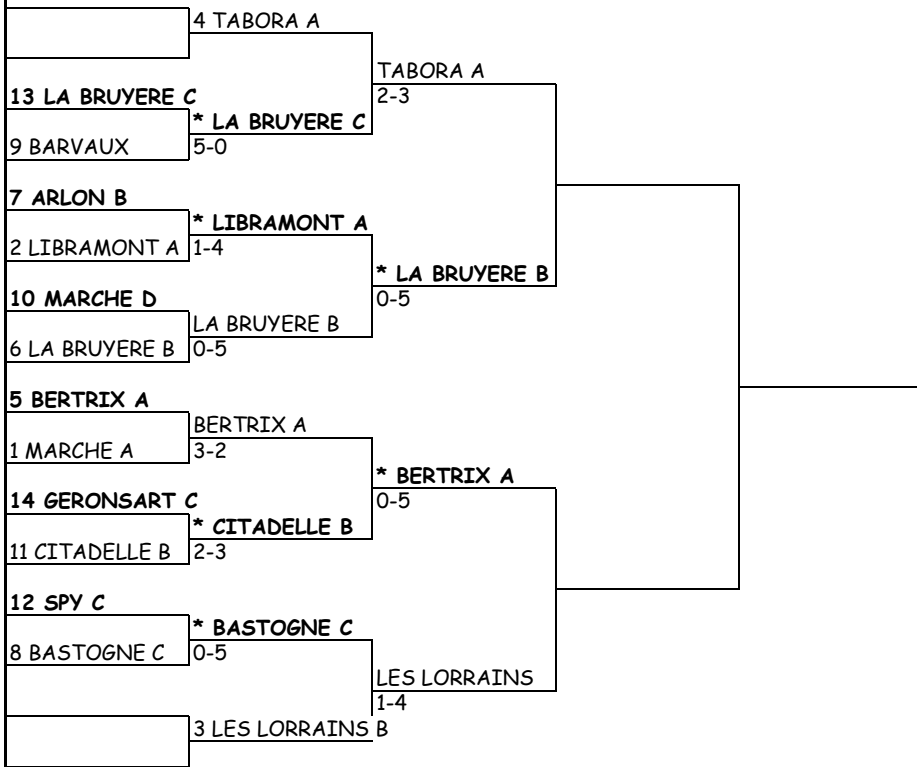 4 TABORA A
TABORA A
2-3
13 LA BRUYERE C
* LA BRUYERE C
5-0
9 BARVAUX
7 ARLON B
* LIBRAMONT A
1-4
2 LIBRAMONT A
* LA BRUYERE B
0-5
10 MARCHE D
LA BRUYERE B
0-5
6 LA BRUYERE B
5 BERTRIX A
BERTRIX A
3-2
1 MARCHE A
* BERTRIX A
0-5
14 GERONSART C
* CITADELLE B
2-3
11 CITADELLE B
12 SPY C
* BASTOGNE C
0-5
8 BASTOGNE C
LES LORRAINS
1-4
3 LES LORRAINS B